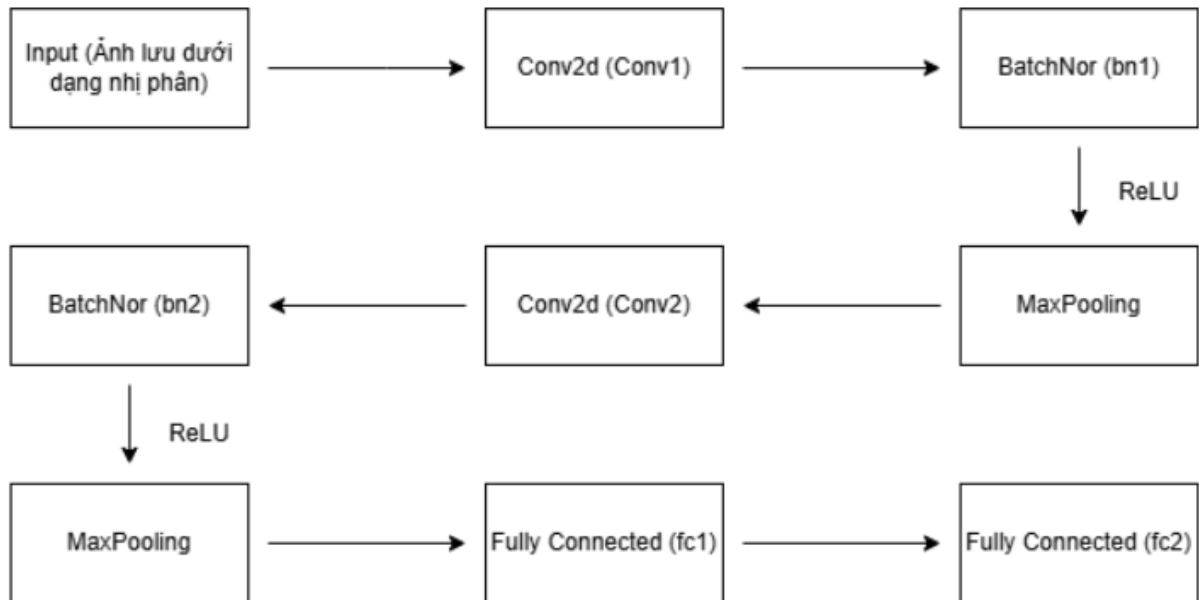 Input (Ảnh lưu dưới
dạng nhị phân)
Conv2d (Conv1)
BatchNor (bn1)
ReLU
MaxPooling
Conv2d (Conv2)
BatchNor (bn2)
ReLU
MaxPooling
Fully Connected (fc1)
Fully Connected (fc2)